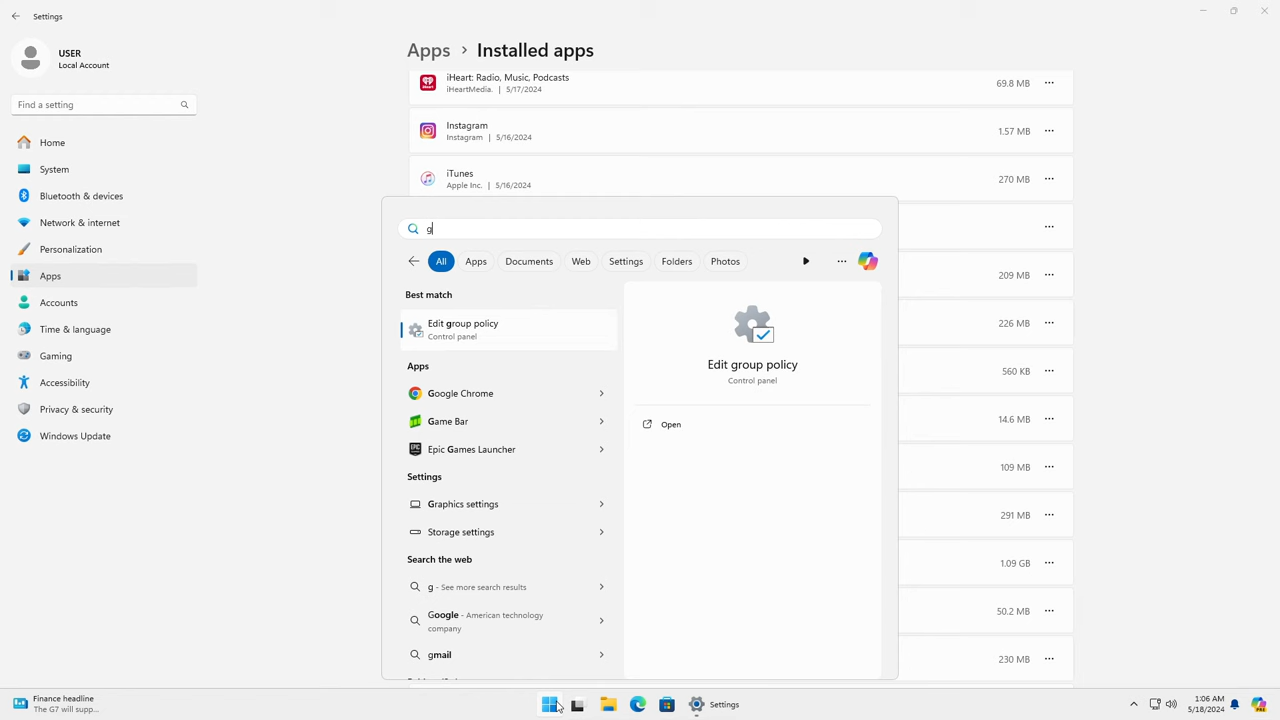 Settings
USER
Local Account
Find a setting
Home
System
Bluetooth & devices
Network & internet
Personalization
Apps
Accounts
Time & language
Gaming
Accessibility
Privacy & security
Windows Update
Apps > Installed apps
iHeart: Radio, Music, Podcasts
iHeartMedia. | 5/17/2024
69.8 MB
Instagram
Instagram | 5/16/2024
1.57 MB
iTunes
Apple Inc. | 5/16/2024
270 MB
209 MB
226 MB
560 KB
14.6 MB
109 MB
291 MB
1.09 GB
50.2 MB
230 MB
g
All Apps Documents Web Settings Folders Photos
Best match
Edit group policy
Control panel
Apps
Google Chrome
Game Bar
Epic Games Launcher
Settings
Graphics settings
Storage settings
Search the web
g - See more search results
Google - American technology
company
gmail
Edit group policy
Control panel
Open
Finance headline
The G7 will supp...
Settings
1:06 AM
5/18/2024